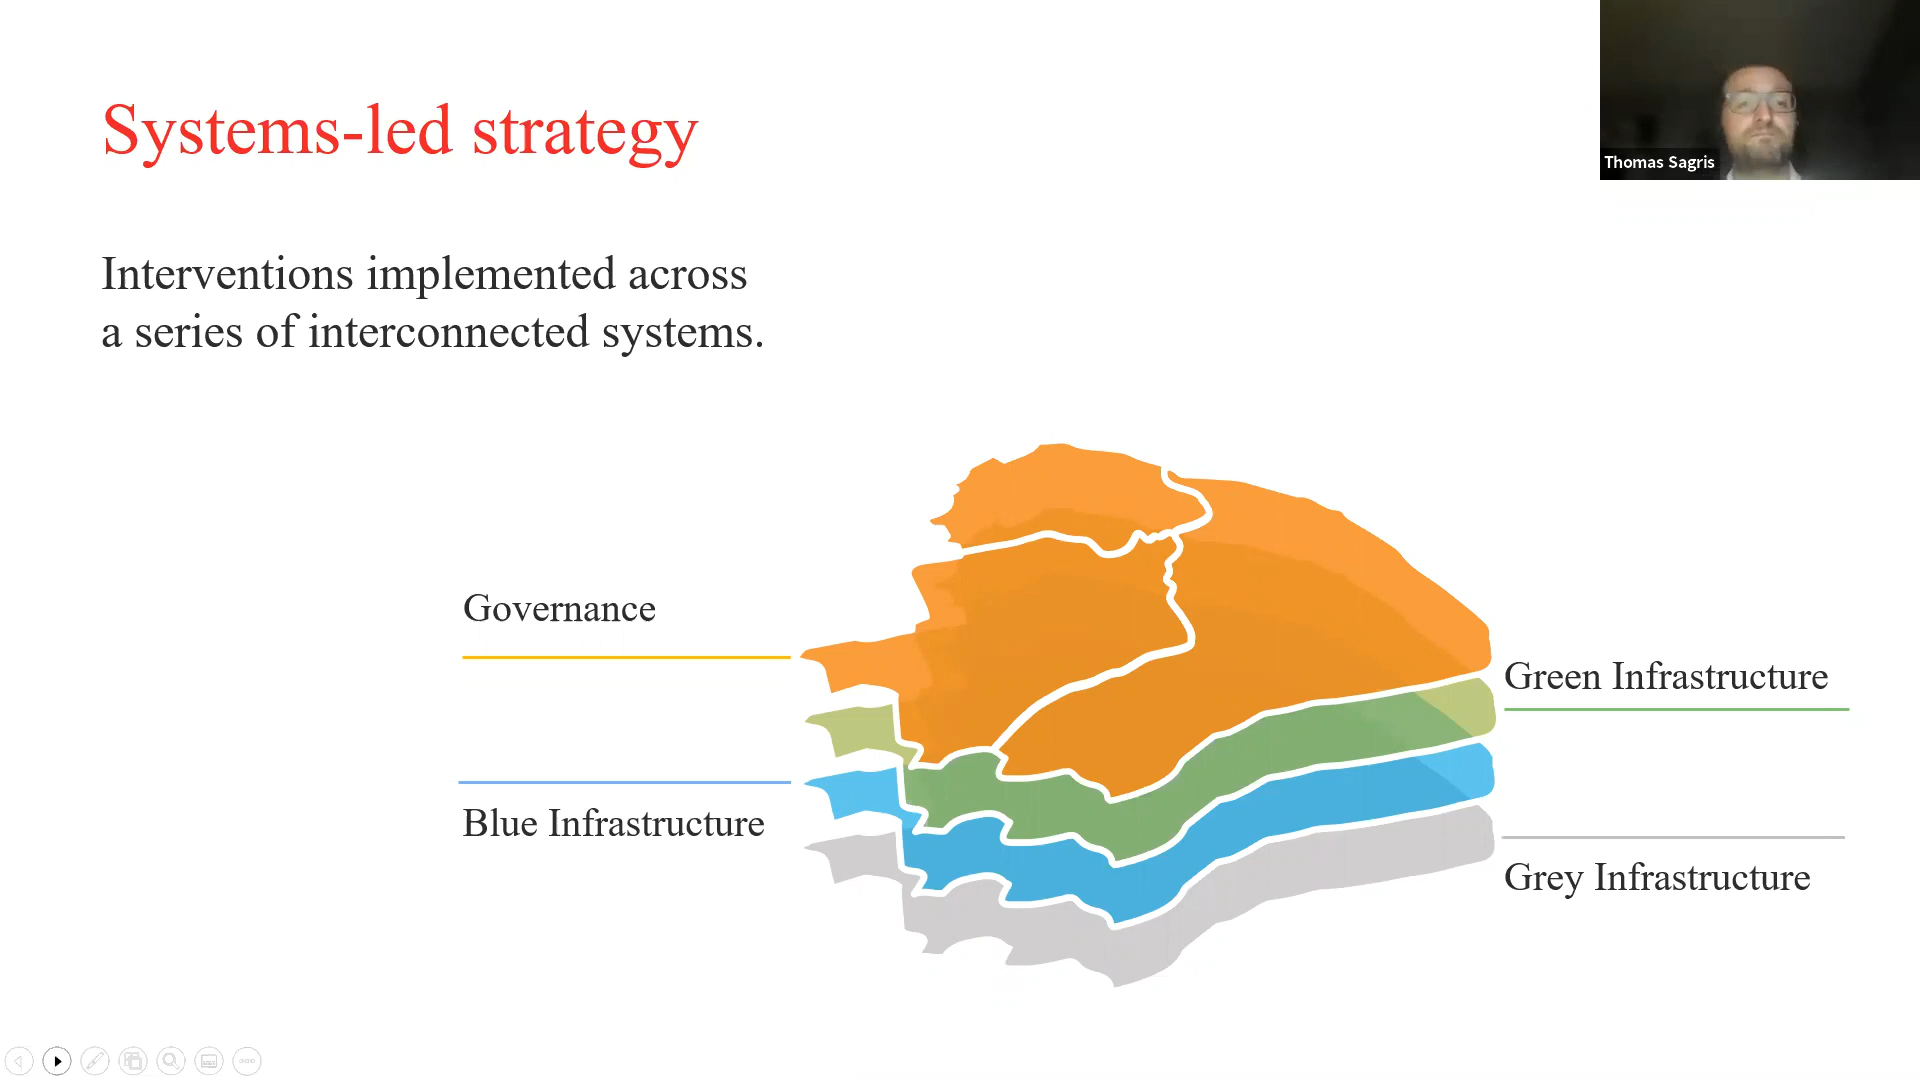 Systems-led strategy
Thomas Sagris
Interventions implemented across
a series of interconnected systems.
Governance
Green Infrastructure
Blue Infrastructure
Grey Infrastructure